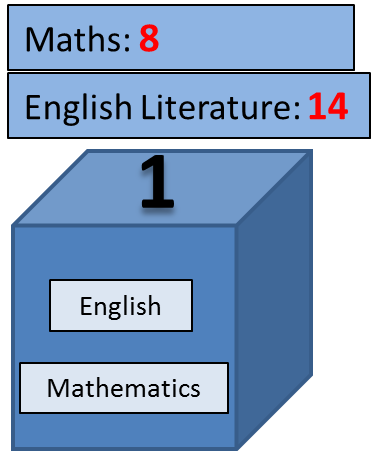 Maths: 8
English Literature: 14
1
English
Mathematics